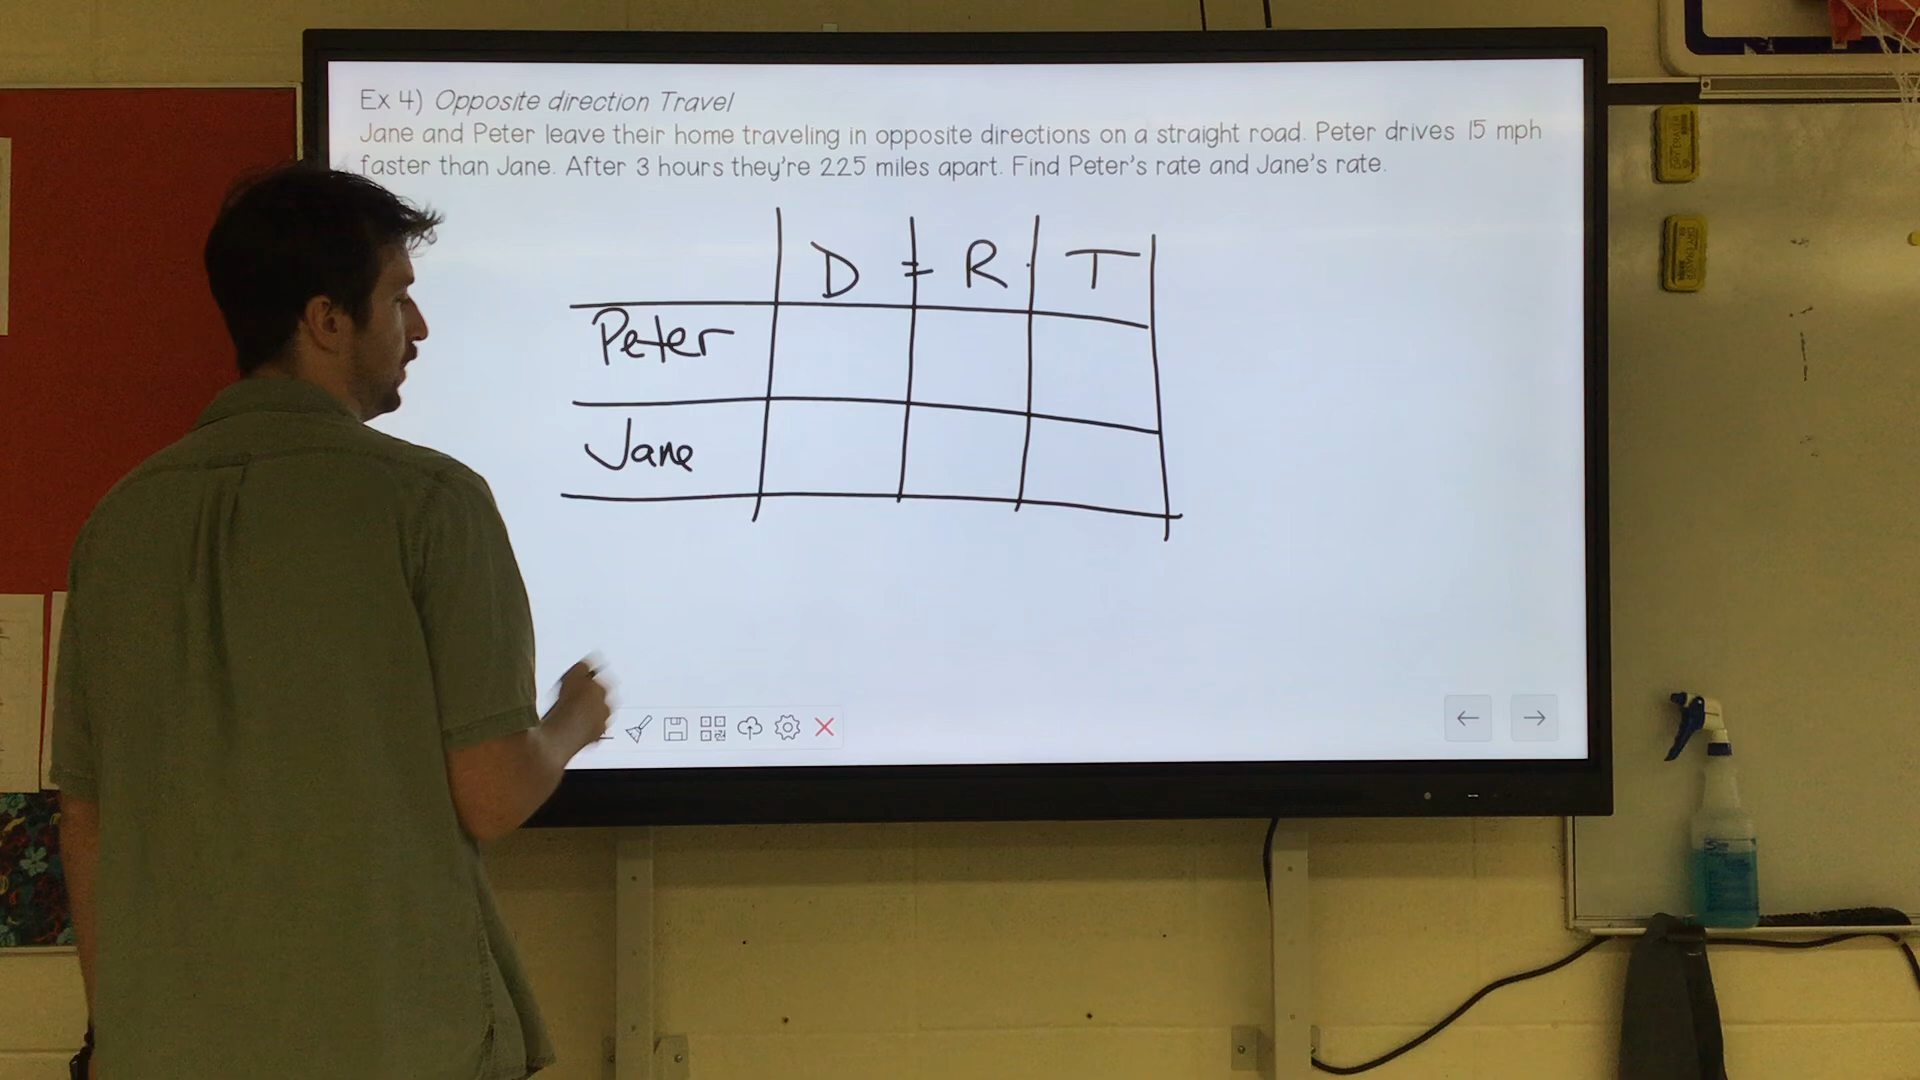 Ex 4) Opposite direction Travel
Jane and Peter leave their home traveling in opposite directions on a straight road. Peter drives 15 mph
faster than Jane. After 3 hours they're 225 miles apart. Find Peter's rate and Jane's rate.
D = R · T
Peter
Jane